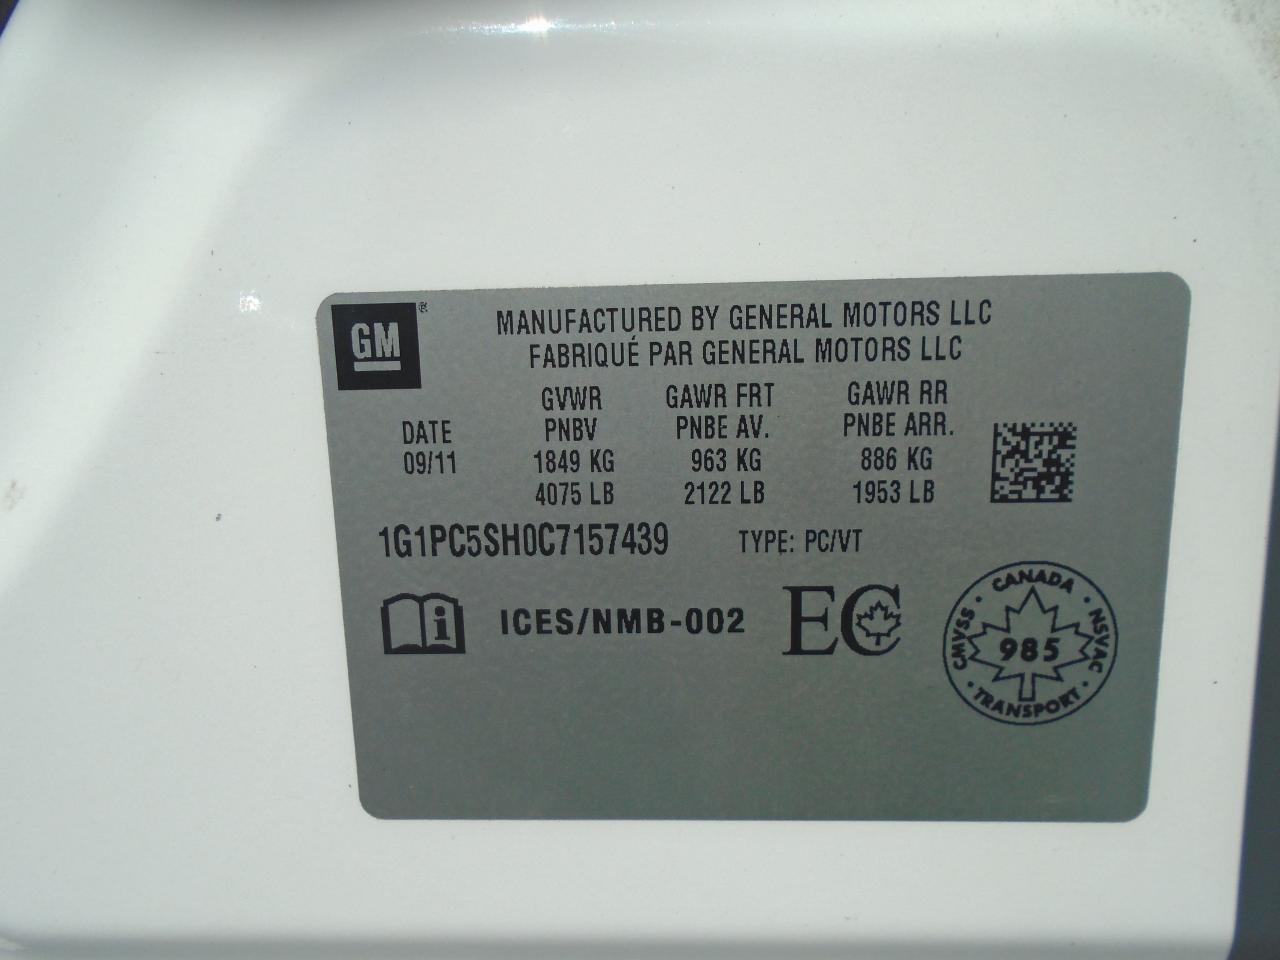 GM ®
MANUFACTURED BY GENERAL MOTORS LLC
FABRIQUÉ PAR GENERAL MOTORS LLC
GVWR GAWR FRT GAWR RR
DATE PNBV PNBE AV. PNBE ARR.
09/11 1849 KG 963 KG 886 KG
4075 LB 2122 LB 1953 LB
1G1PC5SH0C7157439 TYPE: PC/VT
i ICES/NMB-002 EC
CANADA
CMVSS 985 NSVAC
TRANSPORT